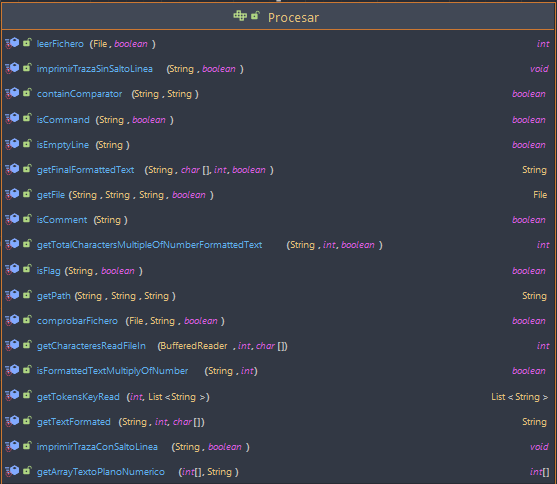 Procesar
leerFichero (File, boolean) int
imprimirTrazaSinSaltoLinea (String, boolean) void
containComparator (String, String) boolean
isCommand (String, boolean) boolean
isEmptyLine (String) boolean
getFinalFormattedText (String, char[], int, boolean) String
getFile (String, String, String, boolean) File
isComment (String) boolean
getTotalCharactersMultipleOfNumberFormattedText (String, int, boolean) int
isFlag (String, boolean) boolean
getPath (String, String, String) String
comprobarFichero (File, String, boolean) boolean
getCharacteresReadFileIn (BufferedReader, int, char[]) int
isFormattedTextMultiplyOfNumber (String, int) boolean
getTokensKeyRead (int, List<String>) List<String>
getTextFormated (String, int, char[]) String
imprimirTrazaConSaltoLinea (String, boolean) void
getArrayTextoPlanoNumerico (int[], String) int[]